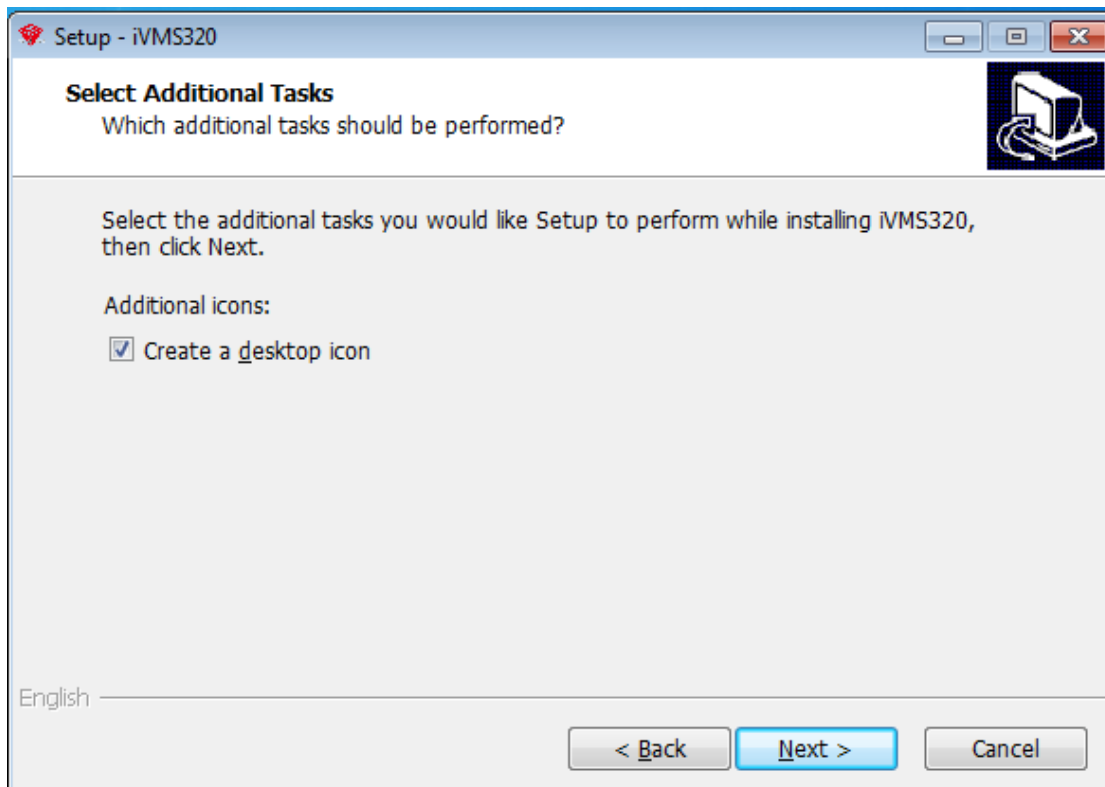 Setup - iVMS320
Select Additional Tasks
Which additional tasks should be performed?
Select the additional tasks you would like Setup to perform while installing iVMS320,
then click Next.
Additional icons:
Create a desktop icon
English
< Back
Next >
Cancel